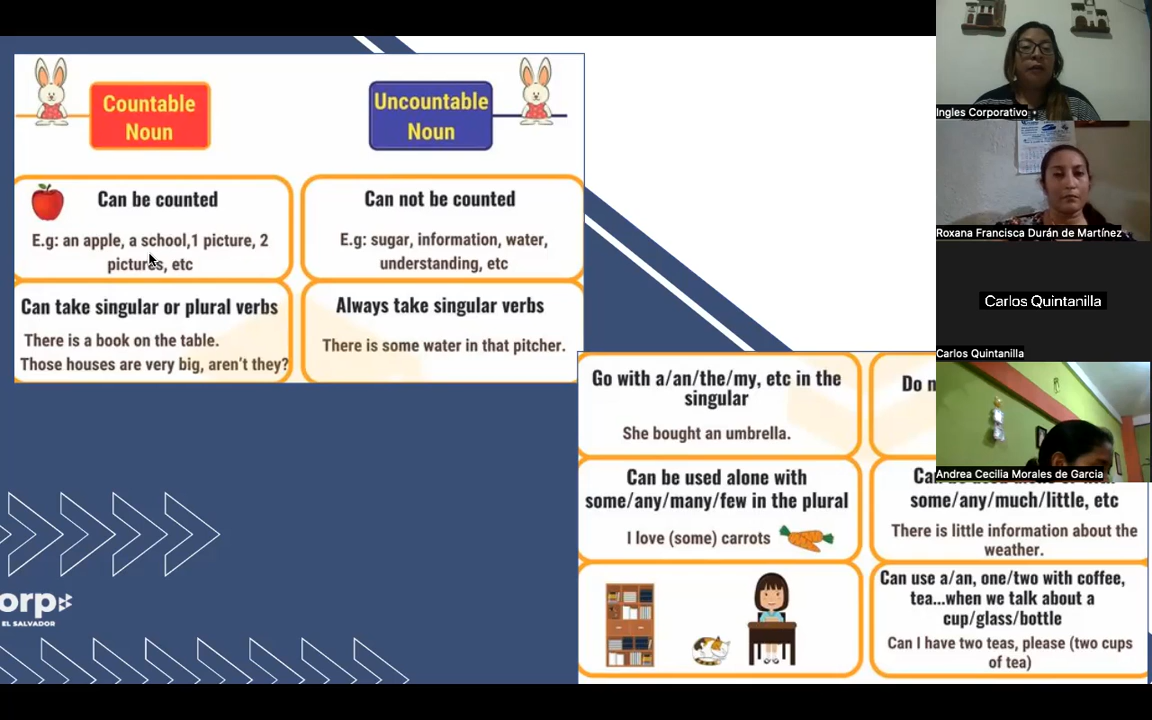 Countable
Noun
Uncountable
Noun
Can be counted
E.g: an apple, a school,1 picture, 2
pictures, etc
Can not be counted
E.g: sugar, information, water,
understanding, etc
Can take singular or plural verbs
There is a book on the table.
Those houses are very big, aren't they?
Always take singular verbs
There is some water in that pitcher.
Go with a/an/the/my, etc in the
singular
She bought an umbrella.
Do
Can be used alone with
some/any/many/few in the plural
I love (some) carrots
some/any/much/little, etc
There is little information about the
weather.
Can use a/an, one/two with coffee,
tea...when we talk about a
cup/glass/bottle
Can I have two teas, please (two cups
of tea)
orp
EL SALVADOR
Ingles Corporativo
Roxana Francisca Durán de Martínez
Carlos Quintanilla
Carlos Quintanilla
Andrea Cecilia Morales de Garcia